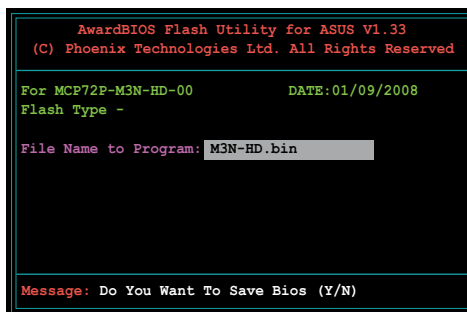 AwardBIOS Flash Utility for ASUS V1.33
(C) Phoenix Technologies Ltd. All Rights Reserved
For MCP72P-M3N-HD-00 DATE:01/09/2008
Flash Type -
File Name to Program: M3N-HD.bin
Message: Do You Want To Save Bios (Y/N)